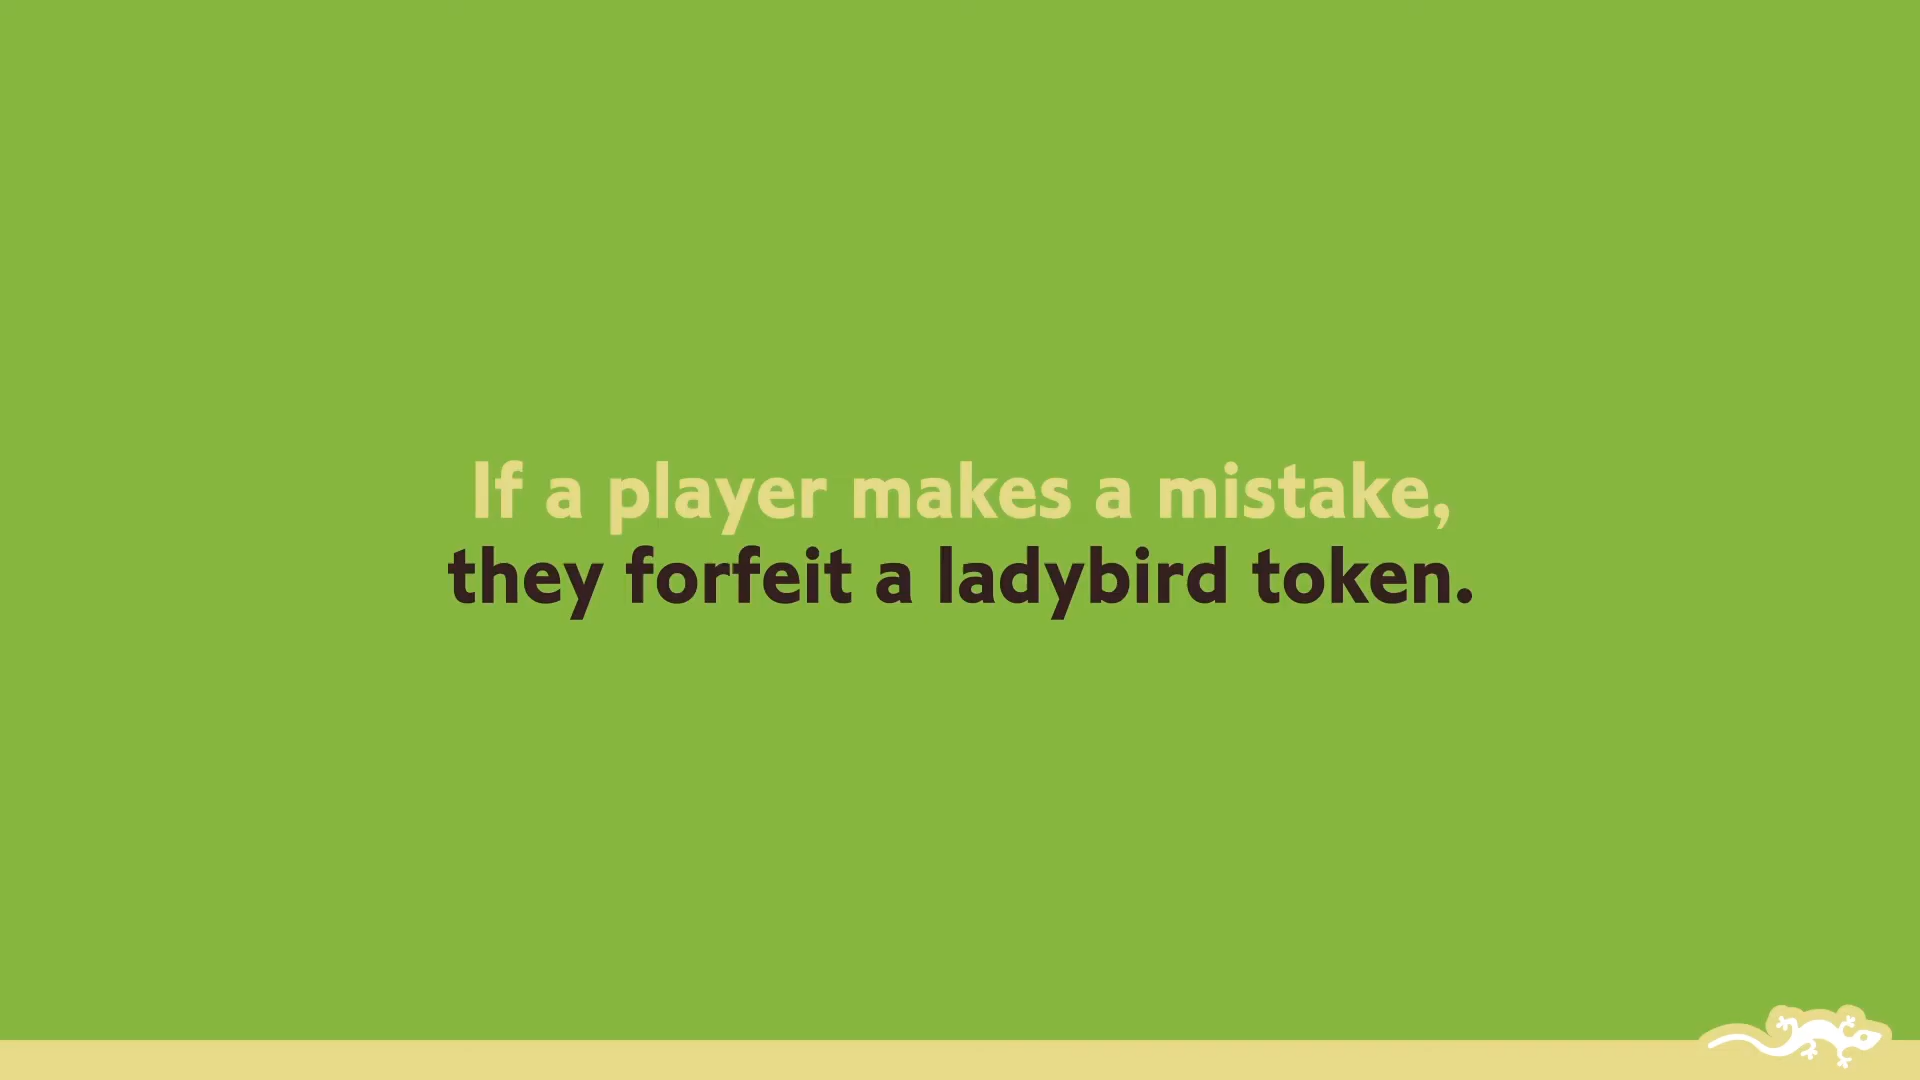 If a player makes a mistake,
they forfeit a ladybird token.